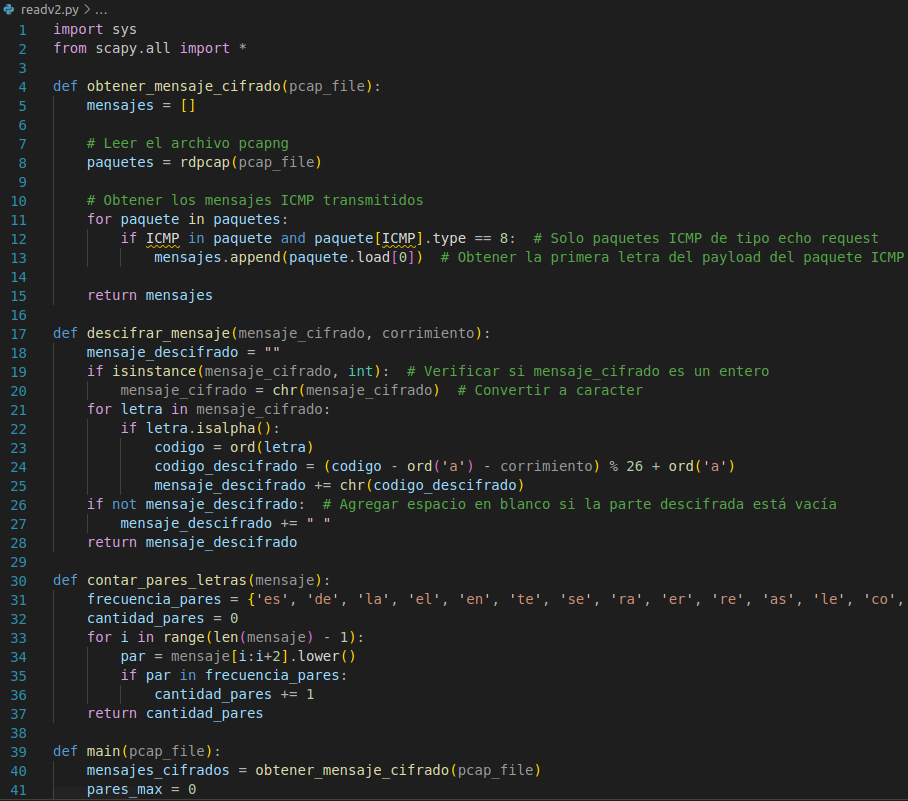 readv2.py > ...
1 import sys
2 from scapy.all import *
3
4 def obtener_mensaje_cifrado(pcap_file):
5     mensajes = []
6
7     # Leer el archivo pcapng
8     paquetes = rdpcap(pcap_file)
9
10     # Obtener los mensajes ICMP transmitidos
11     for paquete in paquetes:
12         if ICMP in paquete and paquete[ICMP].type == 8:  # Solo paquetes ICMP de tipo echo request
13             mensajes.append(paquete.load[0])  # Obtener la primera letra del payload del paquete ICMP
14
15     return mensajes
16
17 def descifrar_mensaje(mensaje_cifrado, corrimiento):
18     mensaje_descifrado = ""
19     if isinstance(mensaje_cifrado, int):  # Verificar si mensaje_cifrado es un entero
20         mensaje_cifrado = chr(mensaje_cifrado)  # Convertir a caracter
21     for letra in mensaje_cifrado:
22         if letra.isalpha():
23             codigo = ord(letra)
24             codigo_descifrado = (codigo - ord('a') - corrimiento) % 26 + ord('a')
25             mensaje_descifrado += chr(codigo_descifrado)
26     if not mensaje_descifrado:  # Agregar espacio en blanco si la parte descifrada está vacía
27         mensaje_descifrado += " "
28     return mensaje_descifrado
29
30 def contar_pares_letras(mensaje):
31     frecuencia_pares = {'es', 'de', 'la', 'el', 'en', 'te', 'se', 'ra', 'er', 're', 'as', 'le', 'co',
32     cantidad_pares = 0
33     for i in range(len(mensaje) - 1):
34         par = mensaje[i:i+2].lower()
35         if par in frecuencia_pares:
36             cantidad_pares += 1
37     return cantidad_pares
38
39 def main(pcap_file):
40     mensajes_cifrados = obtener_mensaje_cifrado(pcap_file)
41     pares_max = 0